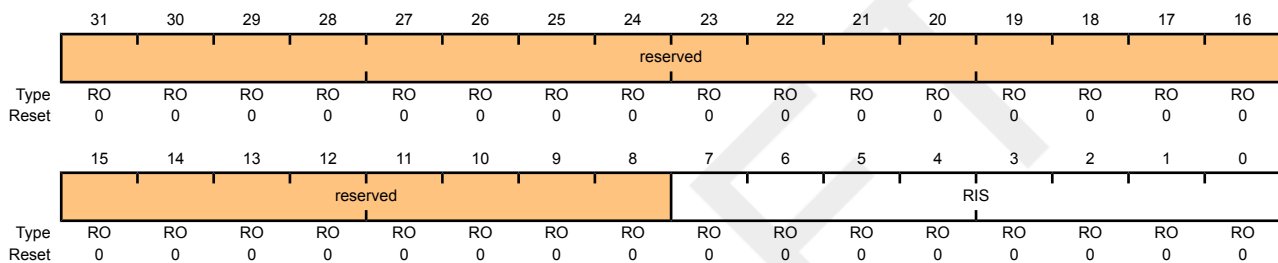 31 30 29 28 27 26 25 24 23 22 21 20 19 18 17 16
reserved
Type RO RO RO RO RO RO RO RO RO RO RO RO RO RO RO RO
Reset 0 0 0 0 0 0 0 0 0 0 0 0 0 0 0 0
15 14 13 12 11 10 9 8 7 6 5 4 3 2 1 0
reserved RIS
Type RO RO RO RO RO RO RO RO RO RO RO RO RO RO RO RO
Reset 0 0 0 0 0 0 0 0 0 0 0 0 0 0 0 0